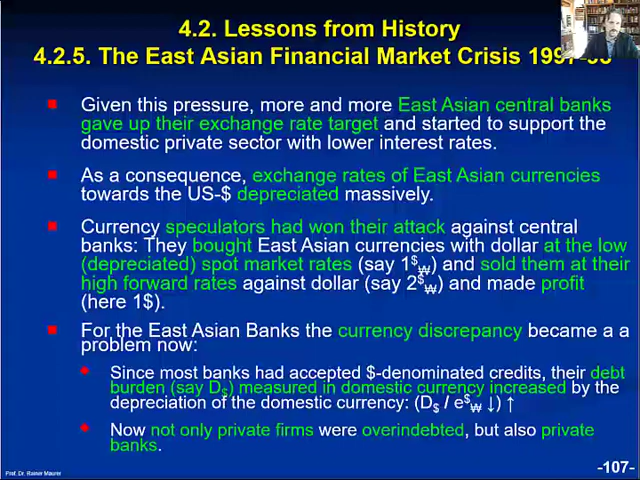 4.2. Lessons from History
4.2.5. The East Asian Financial Market Crisis 1997-98
Given this pressure, more and more East Asian central banks
gave up their exchange rate target and started to support the
domestic private sector with lower interest rates.
As a consequence, exchange rates of East Asian currencies
towards the US-$ depreciated massively.
Currency speculators had won their attack against central
banks: They bought East Asian currencies with dollar at the low
(depreciated) spot market rates (say 1$₩) and sold them at their
high forward rates against dollar (say 2$₩) and made profit
(here 1$).
For the East Asian Banks the currency discrepancy became a a
problem now:
Since most banks had accepted $-denominated credits, their debt
burden (say D$) measured in domestic currency increased by the
depreciation of the domestic currency: (D$ / e$₩ ↓) ↑
Now not only private firms were overindebted, but also private
banks.
Prof. Dr. Rainer Maurer
-107-